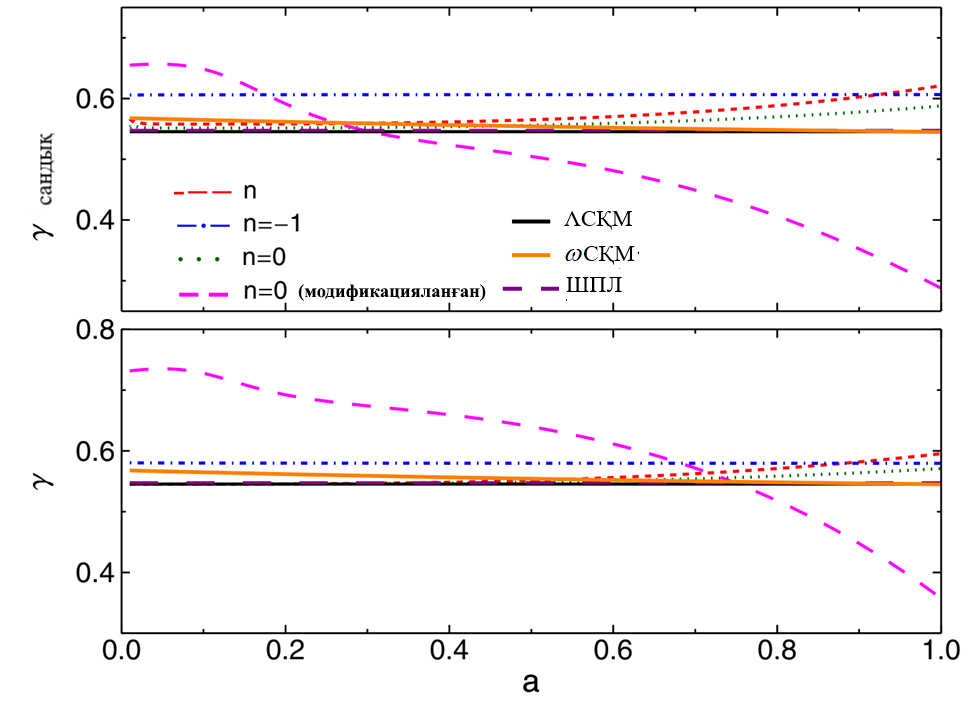 0.6
0.4
γ сандық
n
n=−1
n=0
n=0 (модификацияланған)
ΛСҚМ
ωСҚМ
ШПЛ
0.8
0.6
0.4
γ
0.0 0.2 0.4 0.6 0.8 1.0
a